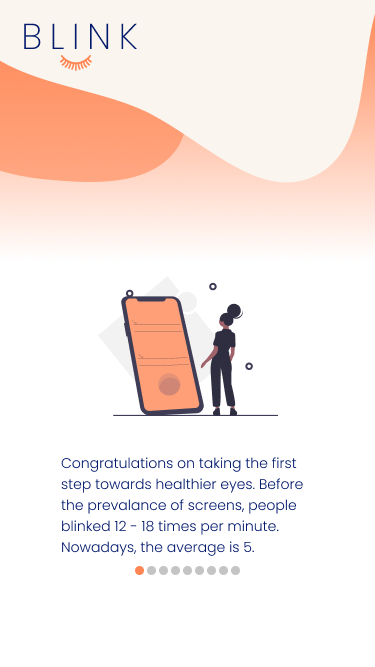 BLINK
Congratulations on taking the first
step towards healthier eyes. Before
the prevalance of screens, people
blinked 12 - 18 times per minute.
Nowadays, the average is 5.